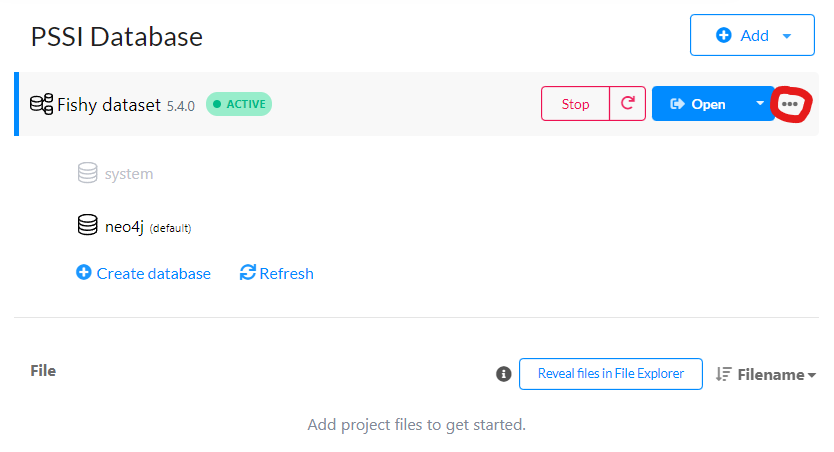 PSSI Database
Add
Fishy dataset 5.4.0 ACTIVE Stop Open
system
neo4j (default)
Create database Refresh
File Reveal files in File Explorer Filename
Add project files to get started.